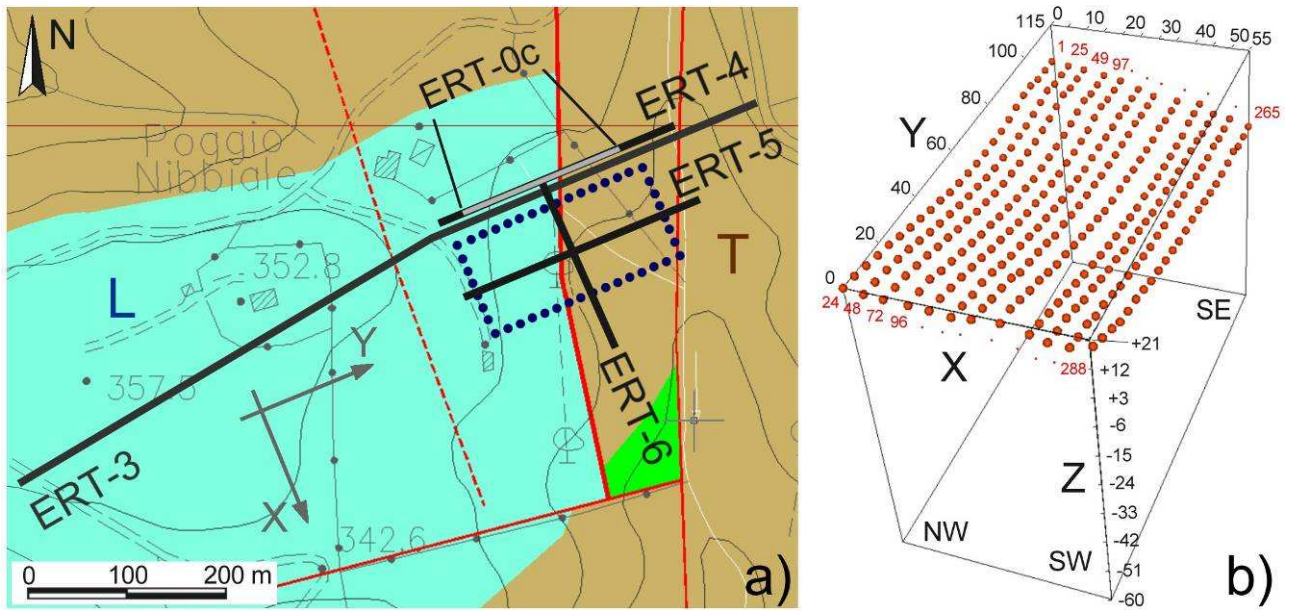 N
ERT-0c
ERT-4
Poggio
Nibbiale
ERT-5
352.8
L
T
Y
357.5
ERT-3
X
ERT-6
342.6
0 100 200 m
a)
b)
115 0 10 20 30 40 50 55
100
1 25 49 97
265
80
Y
60
40
20
0
24 48 72 96
288
X
SE
+21
+12
+3
-6
-15
Z
-24
-33
NW
-42
SW
-51
-60